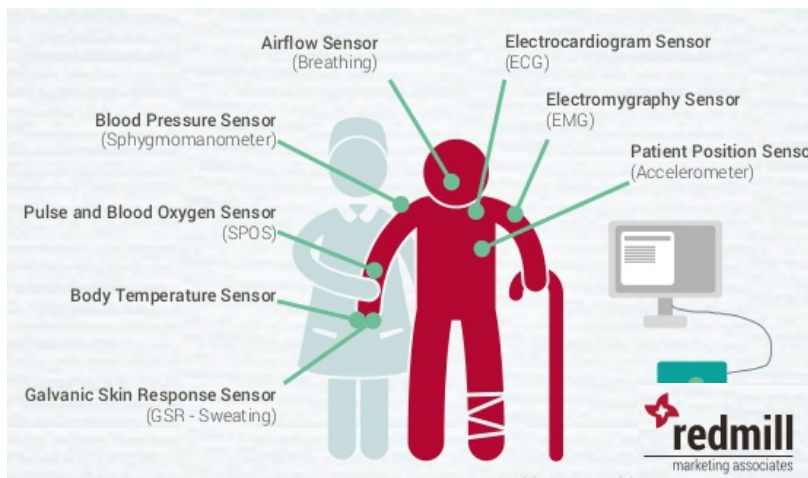 Airflow Sensor
(Breathing)
Electrocardiogram Sensor
(ECG)
Electromygraphy Sensor
(EMG)
Blood Pressure Sensor
(Sphygmomanometer)
Patient Position Senso
(Accelerometer)
Pulse and Blood Oxygen Sensor
(SPOS)
Body Temperature Sensor
Galvanic Skin Response Sensor
(GSR - Sweating)
redmill
marketing associates